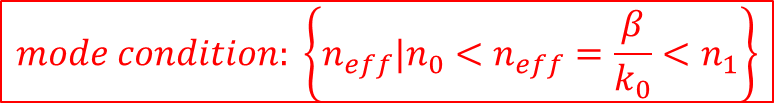 mode condition: {n_eff|n_0 < n_eff = β/k_0 < n_1}